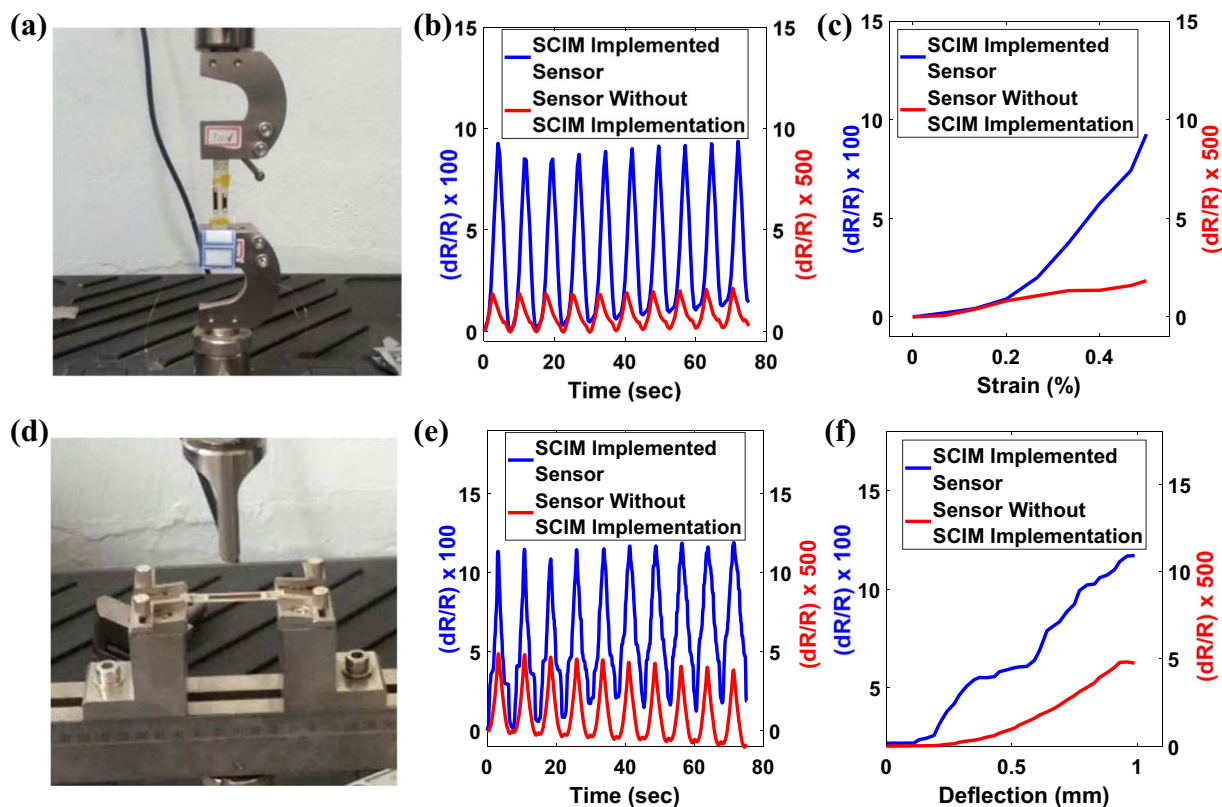 (a)
(b)
15
10
5
0
(dR/R) x 100
SCIM Implemented
Sensor
Sensor Without
SCIM Implementation
15
10
5
0
(dR/R) x 500
0 20 40 60 80
Time (sec)
(c)
15
10
5
0
(dR/R) x 100
SCIM Implemented
Sensor
Sensor Without
SCIM Implementation
15
10
5
0
(dR/R) x 500
0 0.2 0.4
Strain (%)
(d)
(e)
15
10
5
0
(dR/R) x 100
SCIM Implemented
Sensor
Sensor Without
SCIM Implementation
15
10
5
0
(dR/R) x 500
0 20 40 60 80
Time (sec)
(f)
15
10
5
(dR/R) x 100
SCIM Implemented
Sensor
Sensor Without
SCIM Implementation
15
10
5
0
(dR/R) x 500
0 0.5 1
Deflection (mm)